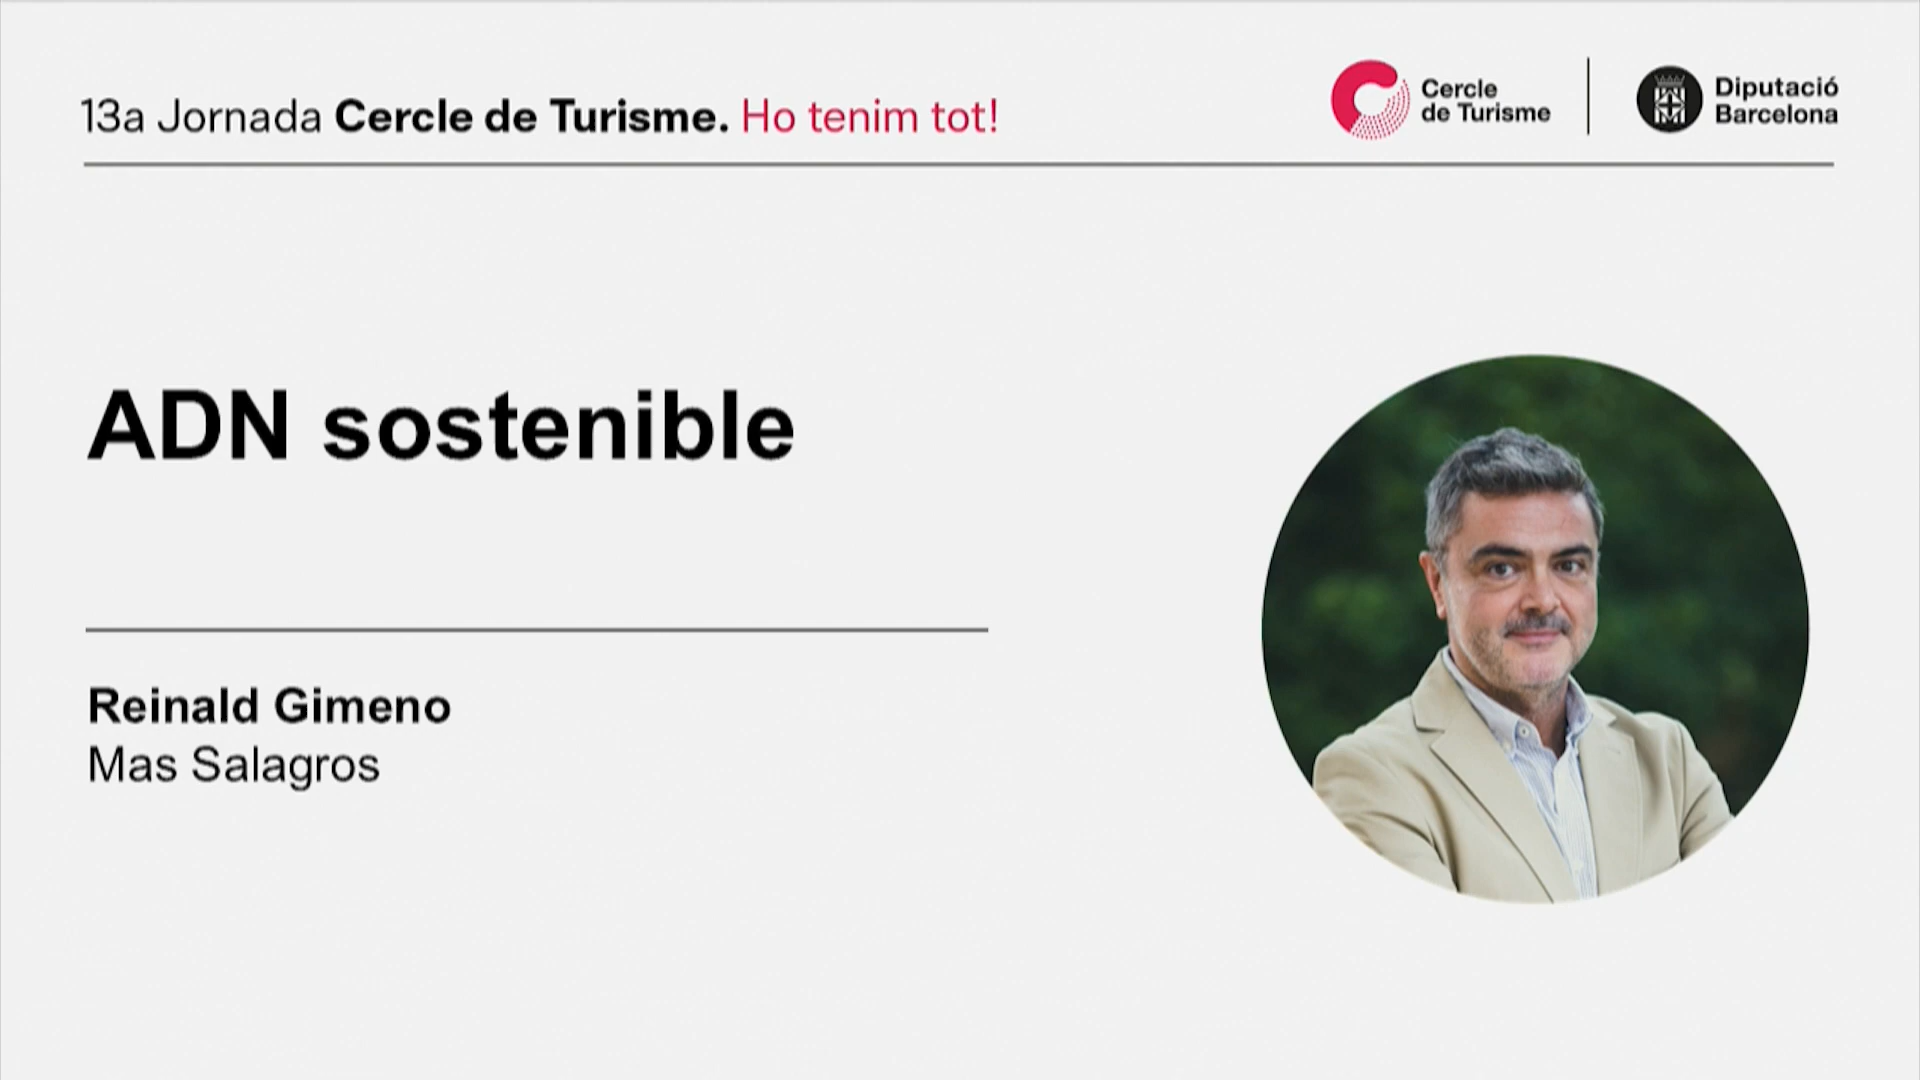 13a Jornada Cercle de Turisme. Ho tenim tot!
Cercle
de Turisme
Diputació
Barcelona
ADN sostenible
Reinald Gimeno
Mas Salagros